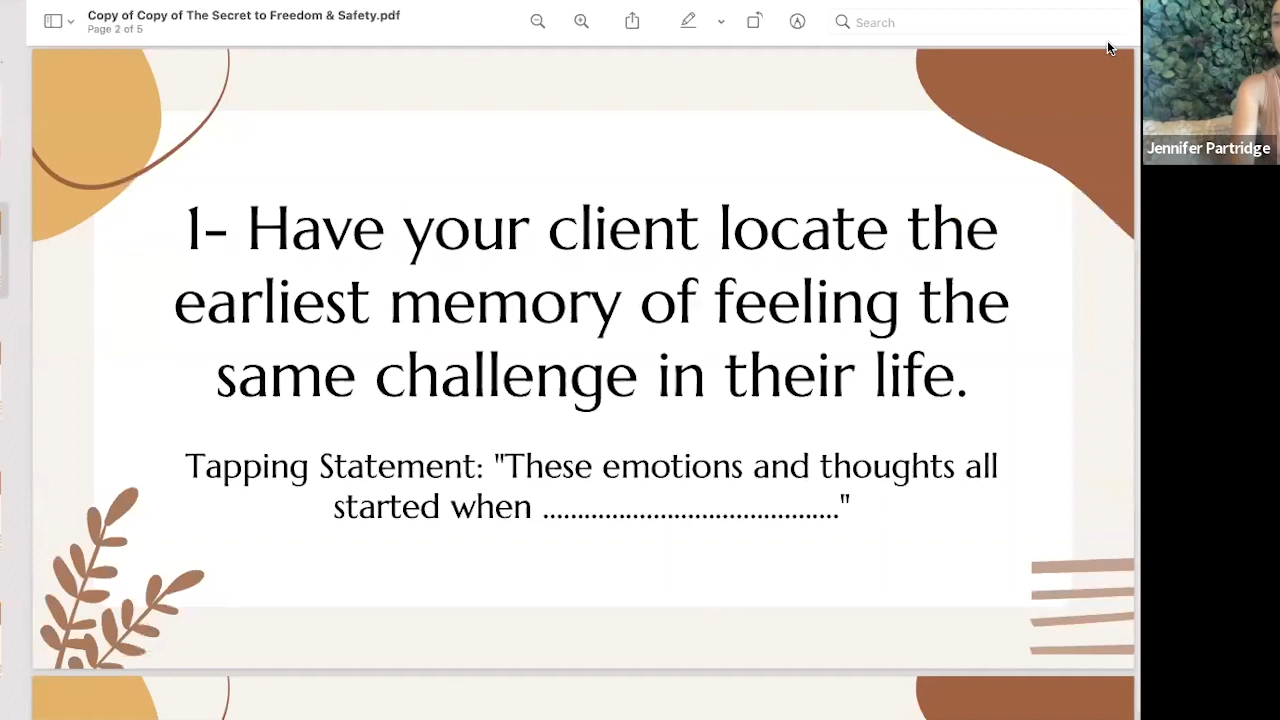 Copy of Copy of The Secret to Freedom & Safety.pdf
Page 2 of 5
Search
Jennifer Partridge
1- Have your client locate the
earliest memory of feeling the
same challenge in their life.
Tapping Statement: "These emotions and thoughts all
started when ..........................................."